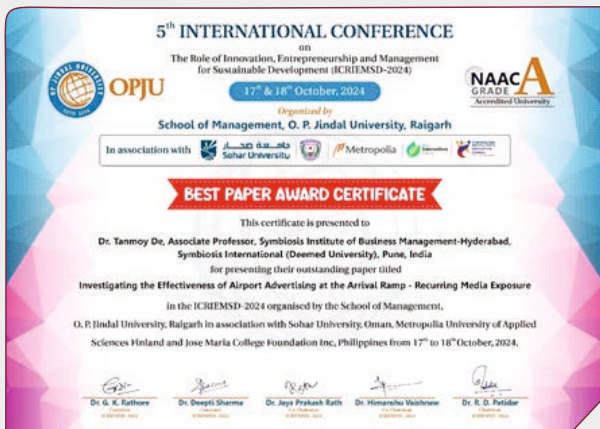 5th INTERNATIONAL CONFERENCE
on
The Role of Innovation, Entrepreneurship and Management
for Sustainable Development (ICRIEMSD-2024)
17th & 18th October, 2024
Organized by
School of Management, O. P. Jindal University, Raigarh
OP JINDAL UNIVERSITY
OPJU
NAAC A
GRADE
Accredited University
In association with
جامعة صحار
Sohar University
Metropolia
BEST PAPER AWARD CERTIFICATE
This certificate is presented to
Dr. Tanmoy De, Associate Professor, Symbiosis Institute of Business Management-Hyderabad,
Symbiosis International (Deemed University), Pune, India
for presenting their outstanding paper titled
Investigating the Effectiveness of Airport Advertising at the Arrival Ramp - Recurring Media Exposure
in the ICRIEMSD-2024 organised by the School of Management,
O. P. Jindal University, Raigarh in association with Sohar University, Oman, Metropolia University of Applied
Sciences Finland and Jose Maria College Foundation Inc, Philippines from 17th to 18th October, 2024.
Dr. G. K. Rathore
Dr. Deepti Sharma
Dr. Jaya Prakash Rath
Dr. Himanshu Vaishnaw
Dr. R. D. Patidar